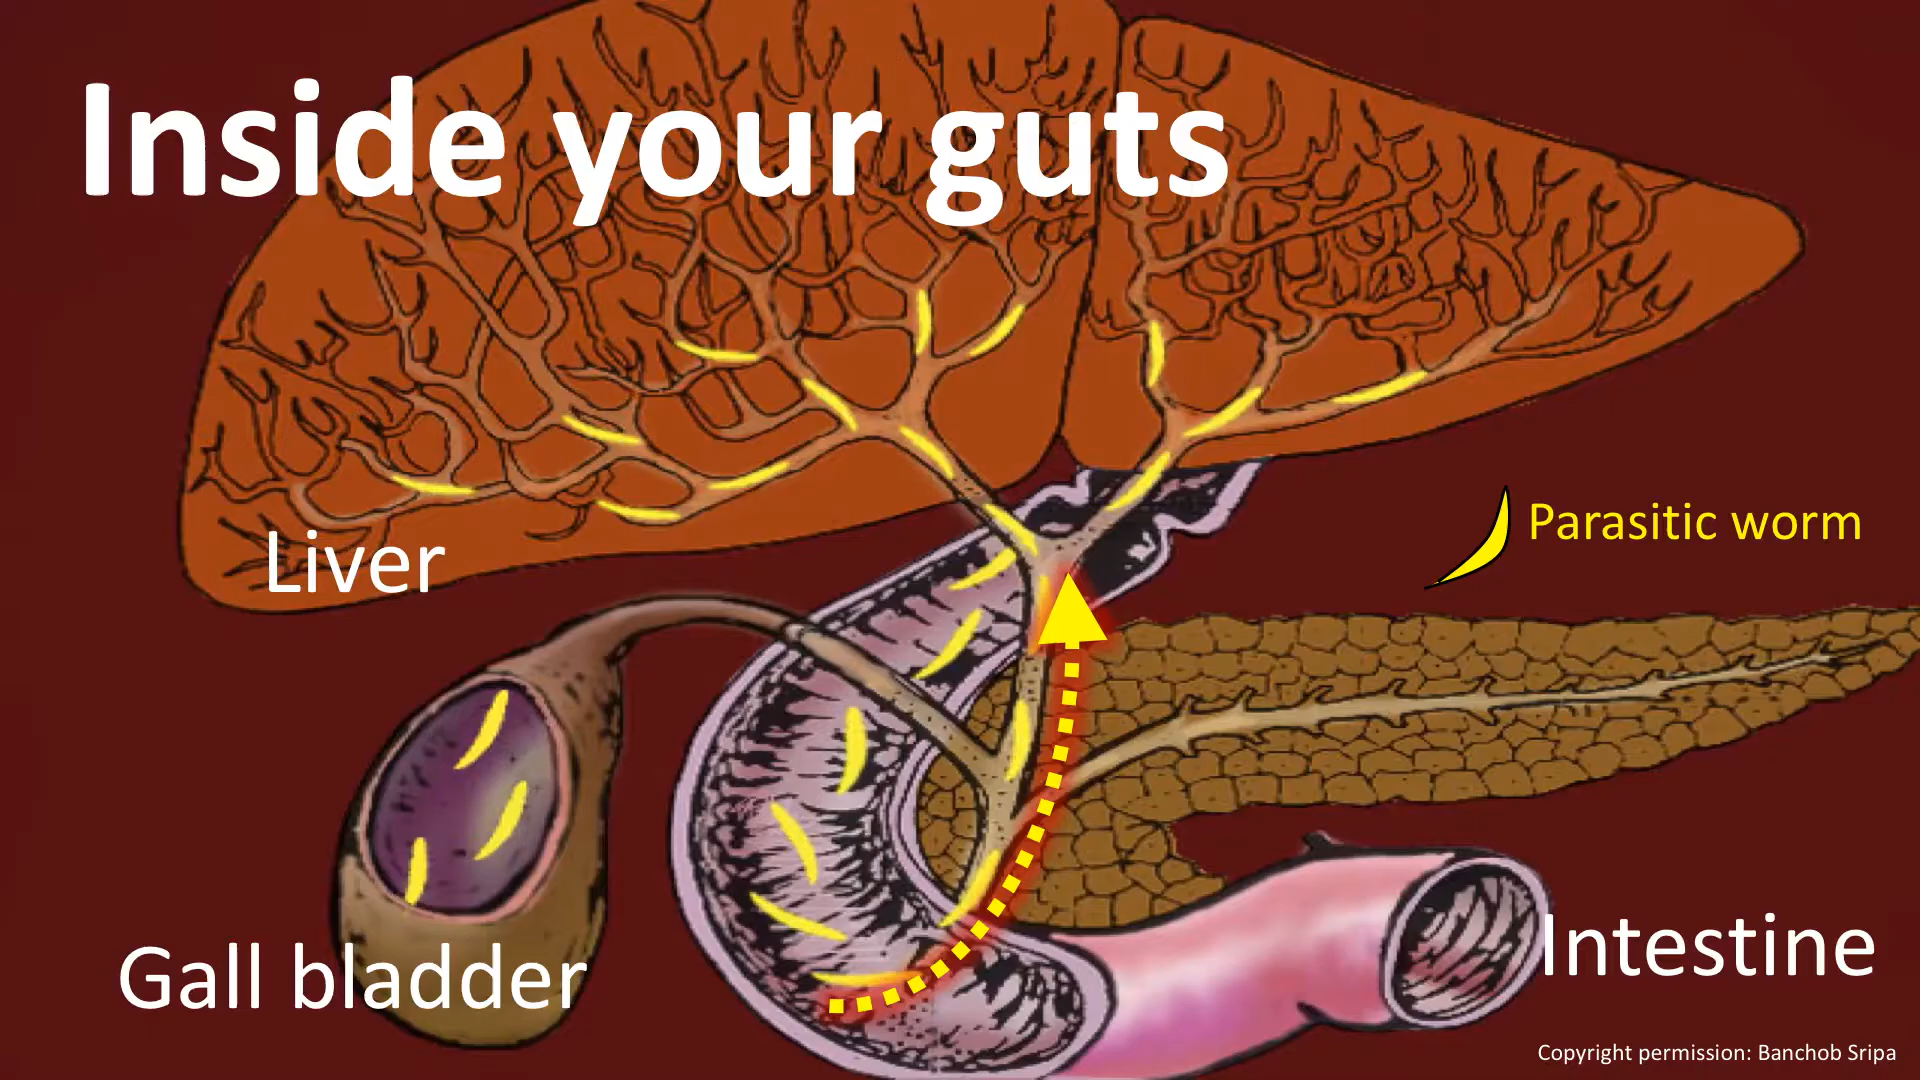 Inside your guts
Parasitic worm
Liver
Intestine
Gall bladder
Copyright permission: Banchob Sripa